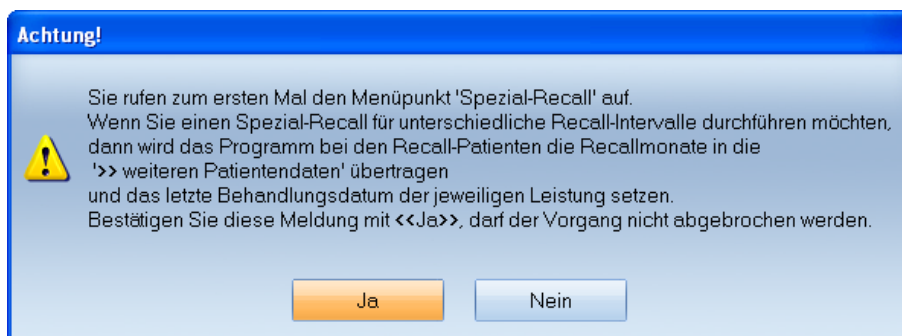 Achtung!
Sie rufen zum ersten Mal den Menüpunkt 'Spezial-Recall' auf.
Wenn Sie einen Spezial-Recall für unterschiedliche Recall-Intervalle durchführen möchten,
dann wird das Programm bei den Recall-Patienten die Recallmonate in die
'>> weiteren Patientendaten' übertragen
und das letzte Behandlungsdatum der jeweiligen Leistung setzen.
Bestätigen Sie diese Meldung mit <<Ja>>, darf der Vorgang nicht abgebrochen werden.
Ja
Nein